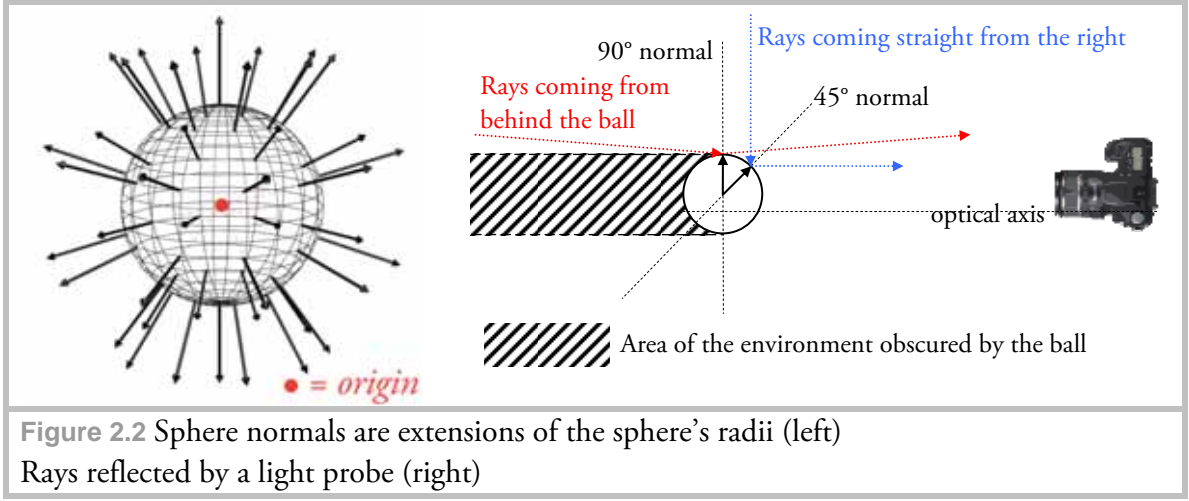 ● = origin
90° normal
Rays coming straight from the right
Rays coming from
behind the ball
45° normal
optical axis
Area of the environment obscured by the ball
Figure 2.2 Sphere normals are extensions of the sphere's radii (left)
Rays reflected by a light probe (right)